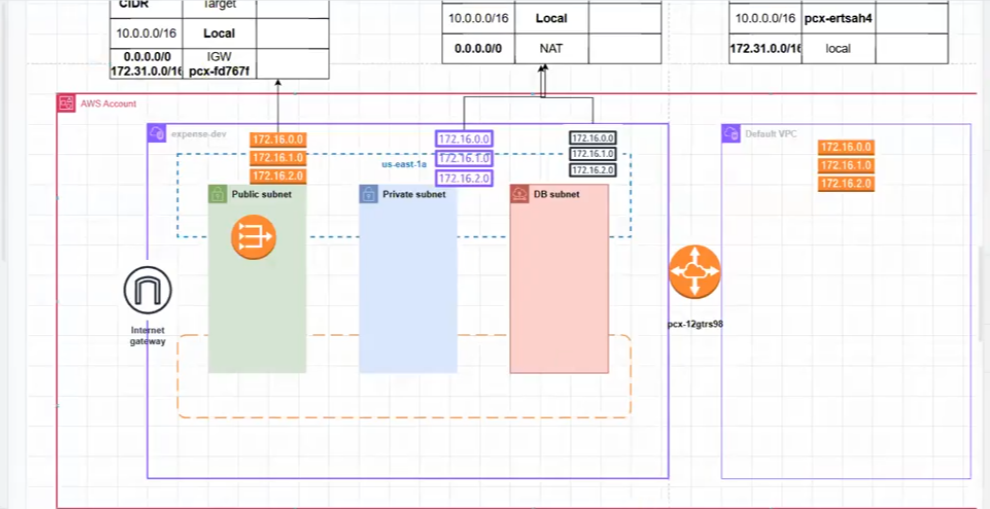 CIDR Target
10.0.0.0/16 Local
0.0.0.0/0 IGW
172.31.0.0/16 pcx-fd767f
10.0.0.0/16 Local
0.0.0.0/0 NAT
10.0.0.0/16 pcx-ertsah4
172.31.0.0/16 local
AWS Account
expense-dev
172.16.0.0
172.16.1.0
172.16.2.0
us-east-1a
172.16.0.0
172.16.1.0
172.16.2.0
172.16.0.0
172.16.1.0
172.16.2.0
Default VPC
172.16.0.0
172.16.1.0
172.16.2.0
Public subnet
Private subnet
DB subnet
Internet
gateway
pcx-12gtrs98